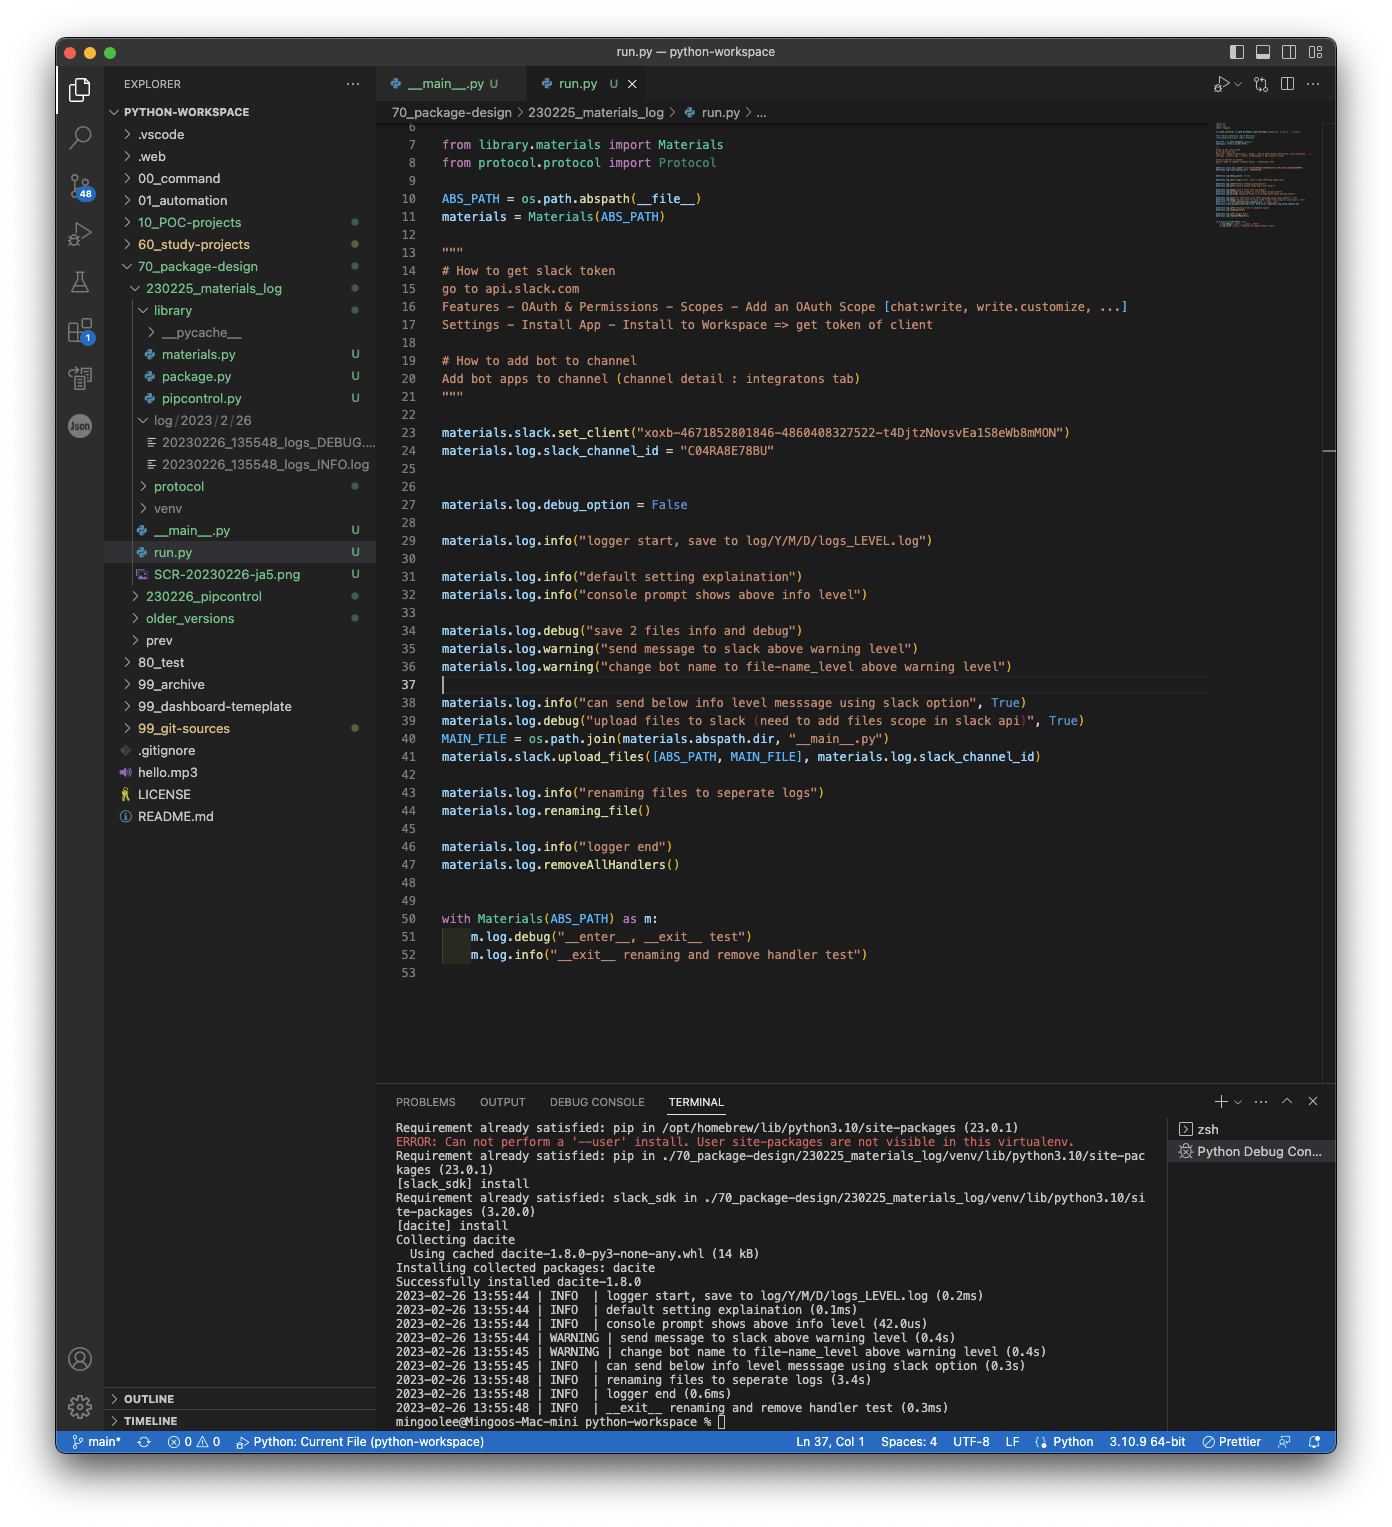 run.py — python-workspace
EXPLORER
PYTHON-WORKSPACE
.vscode
.web
00_command
01_automation
10_POC-projects
60_study-projects
70_package-design
230225_materials_log
library
__pycache__
materials.py U
package.py U
pipcontrol.py U
log / 2023 / 2 / 26
20230226_135548_logs_DEBUG....
20230226_135548_logs_INFO.log
protocol
venv
__main__.py U
run.py U
SCR-20230226-ja5.png U
230226_pipcontrol
older_versions
prev
80_test
99_archive
99_dashboard-temeplate
99_git-sources
.gitignore
hello.mp3
LICENSE
README.md
OUTLINE
TIMELINE
48
1
Json
__main__.py U
run.py U
70_package-design > 230225_materials_log > run.py > ...
6
7 from library.materials import Materials
8 from protocol.protocol import Protocol
9
10 ABS_PATH = os.path.abspath(__file__)
11 materials = Materials(ABS_PATH)
12
13 """
14 # How to get slack token
15 go to api.slack.com
16 Features - OAuth & Permissions - Scopes - Add an OAuth Scope [chat:write, write.customize, ...]
17 Settings - Install App - Install to Workspace => get token of client
18
19 # How to add bot to channel
20 Add bot apps to channel (channel detail : integratons tab)
21 """
22
23 materials.slack.set_client("xoxb-4671852801846-4860408327522-t4DjtzNovsvEa1S8eWb8mMON")
24 materials.log.slack_channel_id = "C04RA8E78BU"
25
26
27 materials.log.debug_option = False
28
29 materials.log.info("logger start, save to log/Y/M/D/logs_LEVEL.log")
30
31 materials.log.info("default setting explaination")
32 materials.log.info("console prompt shows above info level")
33
34 materials.log.debug("save 2 files info and debug")
35 materials.log.warning("send message to slack above warning level")
36 materials.log.warning("change bot name to file-name_level above warning level")
37
38 materials.log.info("can send below info level messsage using slack option", True)
39 materials.log.debug("upload files to slack (need to add files scope in slack api)", True)
40 MAIN_FILE = os.path.join(materials.abspath.dir, "__main__.py")
41 materials.slack.upload_files([ABS_PATH, MAIN_FILE], materials.log.slack_channel_id)
42
43 materials.log.info("renaming files to seperate logs")
44 materials.log.renaming_file()
45
46 materials.log.info("logger end")
47 materials.log.removeAllHandlers()
48
49
50 with Materials(ABS_PATH) as m:
51 m.log.debug("__enter__, __exit__ test")
52 m.log.info("__exit__ renaming and remove handler test")
53
PROBLEMS OUTPUT DEBUG CONSOLE TERMINAL
Requirement already satisfied: pip in /opt/homebrew/lib/python3.10/site-packages (23.0.1)
ERROR: Can not perform a '--user' install. User site-packages are not visible in this virtualenv.
Requirement already satisfied: pip in ./70_package-design/230225_materials_log/venv/lib/python3.10/site-pac
kages (23.0.1)
[slack_sdk] install
Requirement already satisfied: slack_sdk in ./70_package-design/230225_materials_log/venv/lib/python3.10/si
te-packages (3.20.0)
[dacite] install
Collecting dacite
Using cached dacite-1.8.0-py3-none-any.whl (14 kB)
Installing collected packages: dacite
Successfully installed dacite-1.8.0
2023-02-26 13:55:44 | INFO | logger start, save to log/Y/M/D/logs_LEVEL.log (0.2ms)
2023-02-26 13:55:44 | INFO | default setting explaination (0.1ms)
2023-02-26 13:55:44 | INFO | console prompt shows above info level (42.0us)
2023-02-26 13:55:44 | WARNING | send message to slack above warning level (0.4s)
2023-02-26 13:55:45 | WARNING | change bot name to file-name_level above warning level (0.4s)
2023-02-26 13:55:45 | INFO | can send below info level messsage using slack option (0.3s)
2023-02-26 13:55:48 | INFO | renaming files to seperate logs (3.4s)
2023-02-26 13:55:48 | INFO | logger end (0.6ms)
2023-02-26 13:55:48 | INFO | __exit__ renaming and remove handler test (0.3ms)
mingoolee@Mingoos-Mac-mini python-workspace %
zsh
Python Debug Con...
main* 0 0 Python: Current File (python-workspace) Ln 37, Col 1 Spaces: 4 UTF-8 LF Python 3.10.9 64-bit Prettier